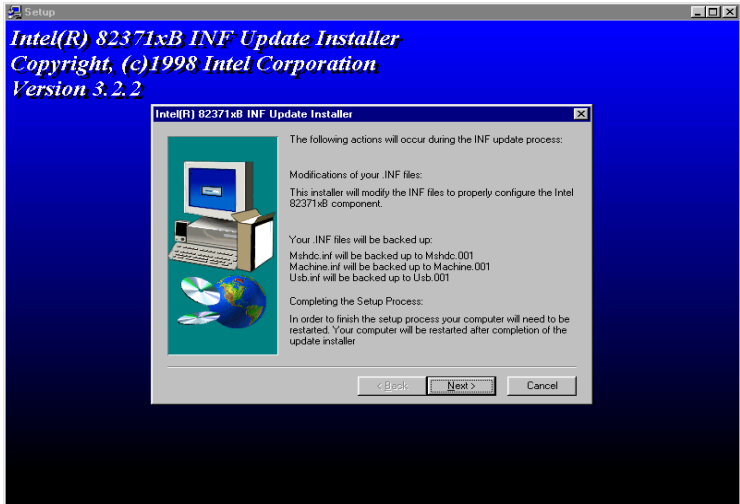 Setup
Intel(R) 82371xB INF Update Installer
Copyright, (c)1998 Intel Corporation
Version 3.2.2
Intel(R) 82371xB INF Update Installer
The following actions will occur during the INF update process:
Modifications of your .INF files:
This installer will modify the INF files to properly configure the Intel
82371xB component.
Your .INF files will be backed up:
Mshdc.inf will be backed up to Mshdc.001
Machine.inf will be backed up to Machine.001
Usb.inf will be backed up to Usb.001
Completing the Setup Process:
In order to finish the setup process your computer will need to be
restarted. Your computer will be restarted after completion of the
update installer
< Back Next > Cancel